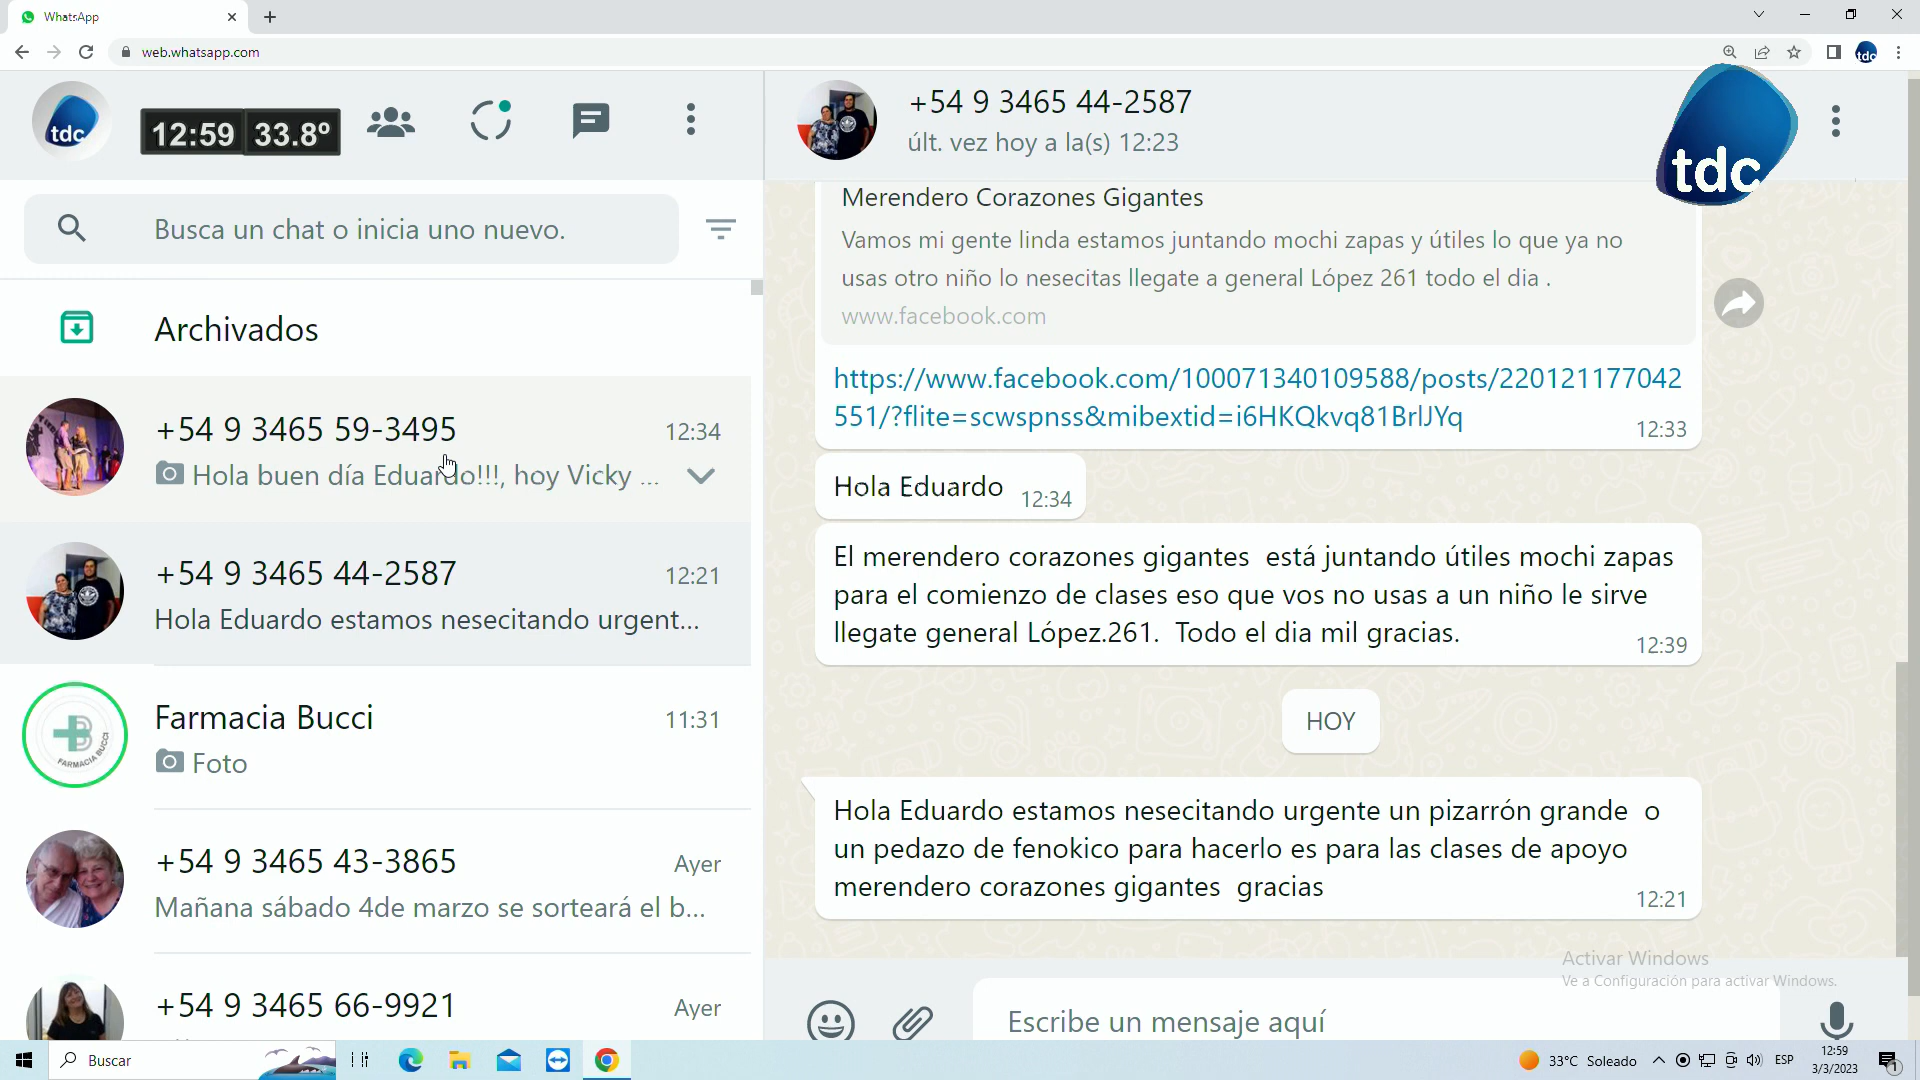 WhatsApp
web.whatsapp.com
tdc
tdc
12:59 33.8º
+54 9 3465 44-2587
últ. vez hoy a la(s) 12:23
tdc
Busca un chat o inicia uno nuevo.
Archivados
+54 9 3465 59-3495
12:34
Hola buen día Eduardo!!!, hoy Vicky ...
+54 9 3465 44-2587
12:21
Hola Eduardo estamos nesecitando urgent...
Farmacia Bucci
11:31
FARMACIA BUCCI
Foto
+54 9 3465 43-3865
Ayer
Mañana sábado 4de marzo se sorteará el b...
+54 9 3465 66-9921
Ayer
Merendero Corazones Gigantes
Vamos mi gente linda estamos juntando mochi zapas y útiles lo que ya no
usas otro niño lo nesecitas llegate a general López 261 todo el dia .
www.facebook.com
https://www.facebook.com/100071340109588/posts/220121177042
551/?flite=scwspnss&mibextid=i6HKQkvq81BrlJYq
12:33
Hola Eduardo 12:34
El merendero corazones gigantes está juntando útiles mochi zapas
para el comienzo de clases eso que vos no usas a un niño le sirve
llegate general López.261. Todo el dia mil gracias.
12:39
HOY
Hola Eduardo estamos nesecitando urgente un pizarrón grande o
un pedazo de fenokico para hacerlo es para las clases de apoyo
merendero corazones gigantes gracias
12:21
Activar Windows
Ve a Configuración para activar Windows.
Escribe un mensaje aquí
Buscar
33°C Soleado
ESP
12:59
3/3/2023
1